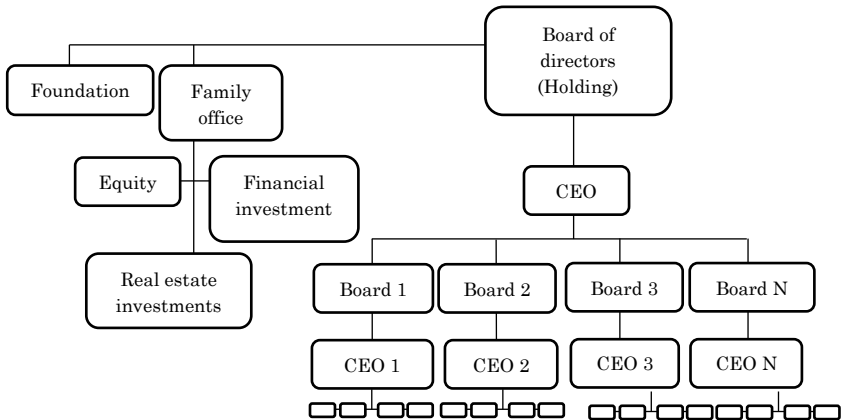 Board of
directors
(Holding)
Foundation
Family
office
Equity
Financial
investment
CEO
Real estate
investments
Board 1
Board 2
Board 3
Board N
CEO 1
CEO 2
CEO 3
CEO N